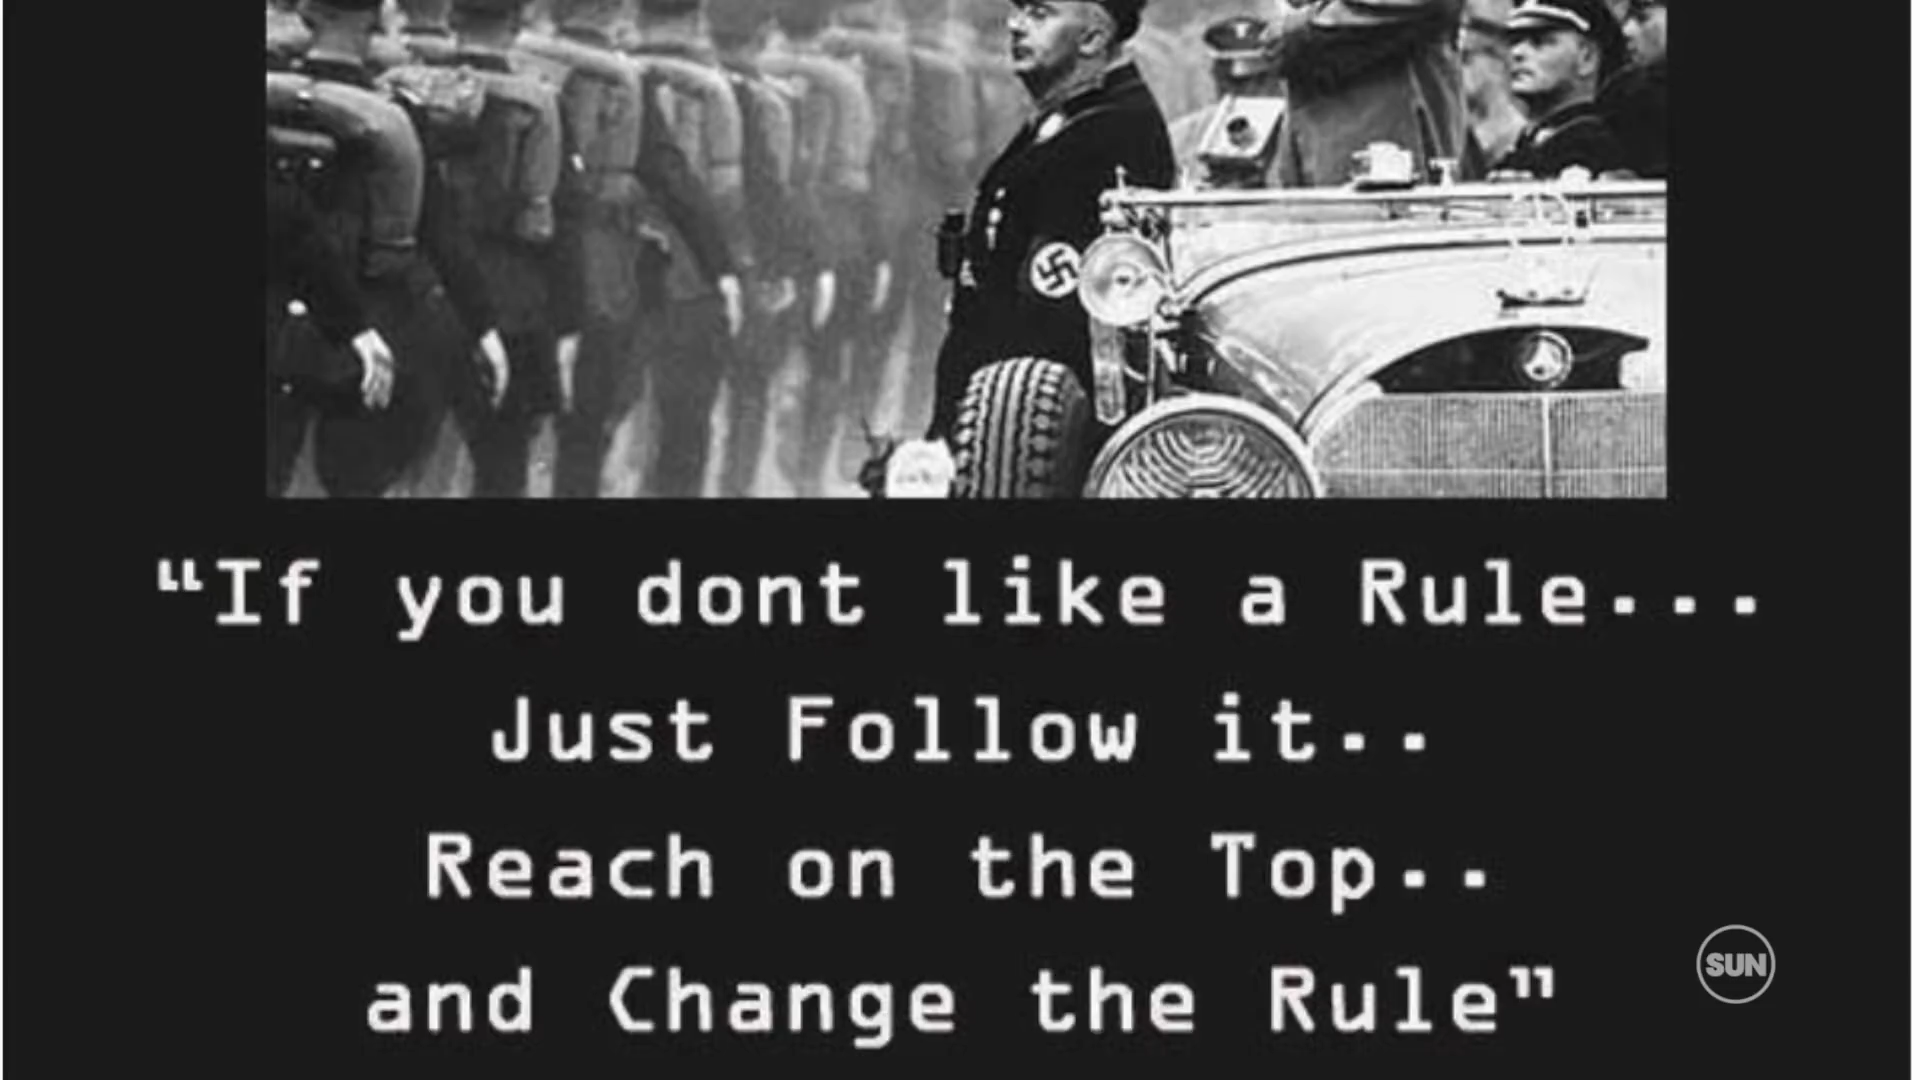 “If you dont like a Rule...
Just Follow it..
Reach on the Top..
and Change the Rule”
SUN